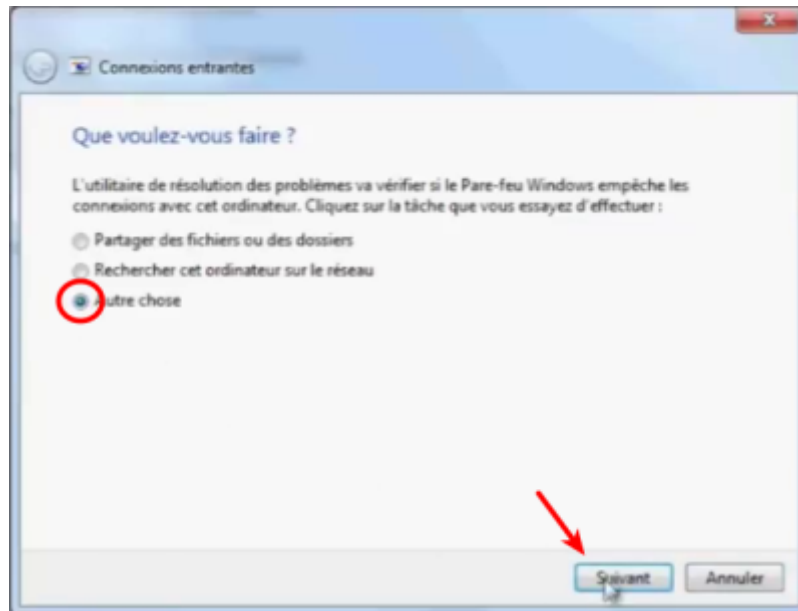 Connexions entrantes
Que voulez-vous faire ?
L'utilitaire de résolution des problèmes va vérifier si le Pare-feu Windows empêche les
connexions avec cet ordinateur. Cliquez sur la tâche que vous essayez d'effectuer :
Partager des fichiers ou des dossiers
Rechercher cet ordinateur sur le réseau
Autre chose
Suivant Annuler